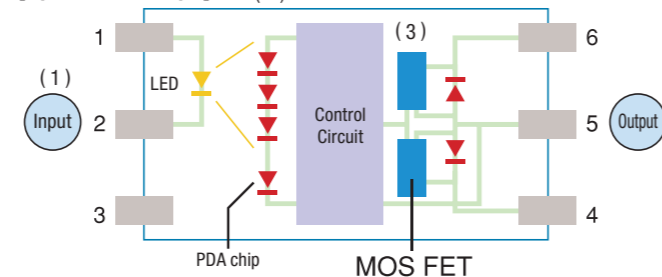 1
(1)
Input
2
3
LED
PDA chip
Control
Circuit
(3)
MOS FET
6
5
Output
4